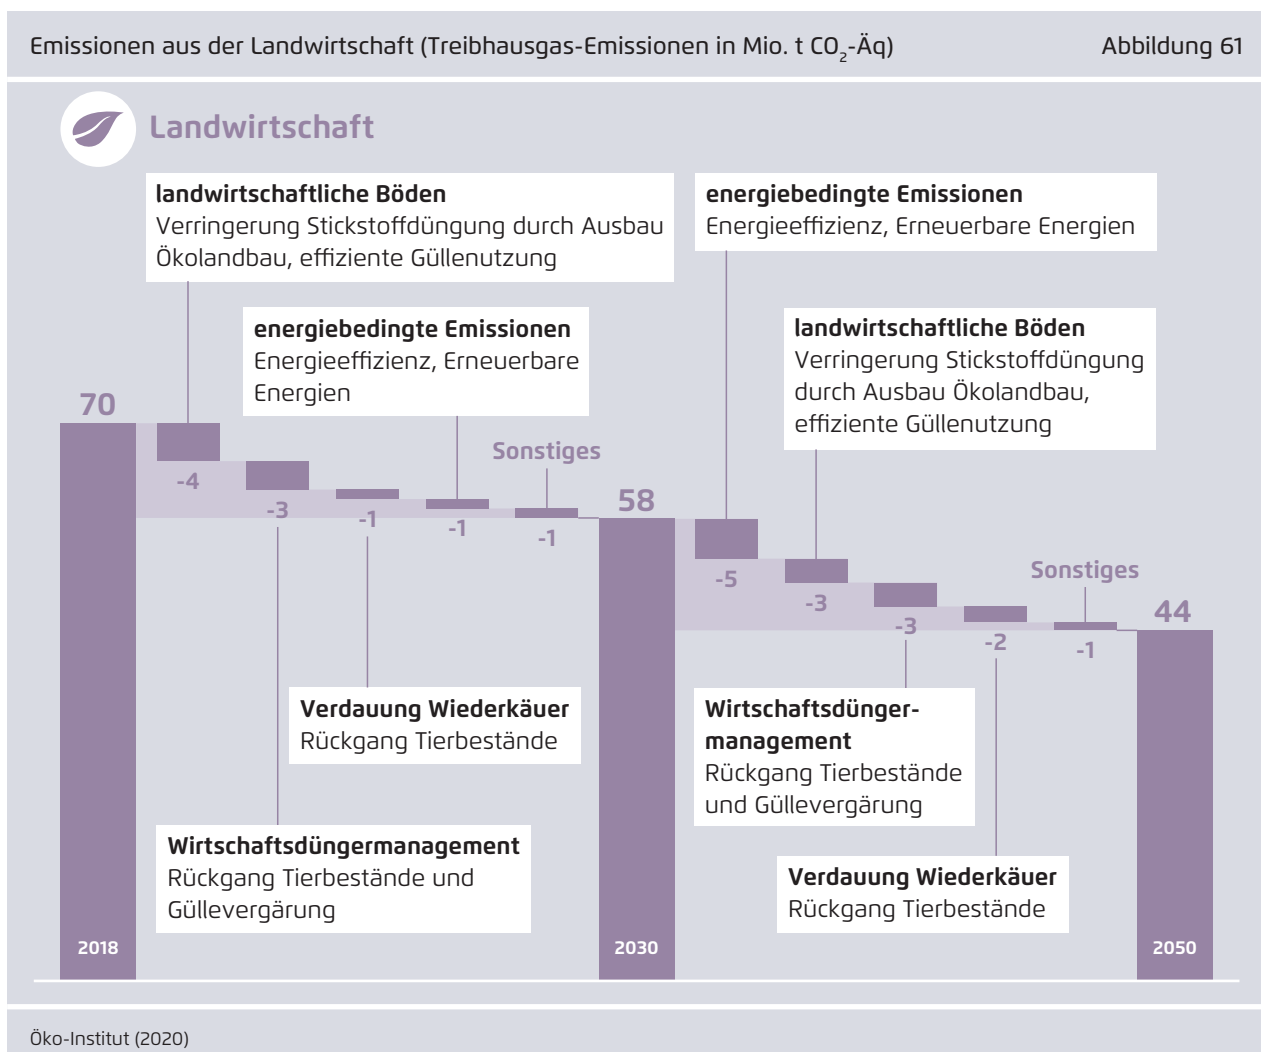 Emissionen aus der Landwirtschaft (Treibhausgas-Emissionen in Mio. t CO₂-Äq)
Abbildung 61
Landwirtschaft
landwirtschaftliche Böden
Verringerung Stickstoffdüngung durch Ausbau
Ökolandbau, effiziente Güllenutzung
energiebedingte Emissionen
Energieeffizienz, Erneuerbare
Energien
70
-4
-3
-1
-1
Sonstiges
-1
Verdauung Wiederkäuer
Rückgang Tierbestände
Wirtschaftsdüngermanagement
Rückgang Tierbestände und
Güllevergärung
2018
energiebedingte Emissionen
Energieeffizienz, Erneuerbare Energien
landwirtschaftliche Böden
Verringerung Stickstoffdüngung
durch Ausbau Ökolandbau,
effiziente Güllenutzung
58
-5
-3
-3
-2
Sonstiges
-1
44
Wirtschaftsdünger-
management
Rückgang Tierbestände
und Güllevergärung
Verdauung Wiederkäuer
Rückgang Tierbestände
2030
2050
Öko-Institut (2020)